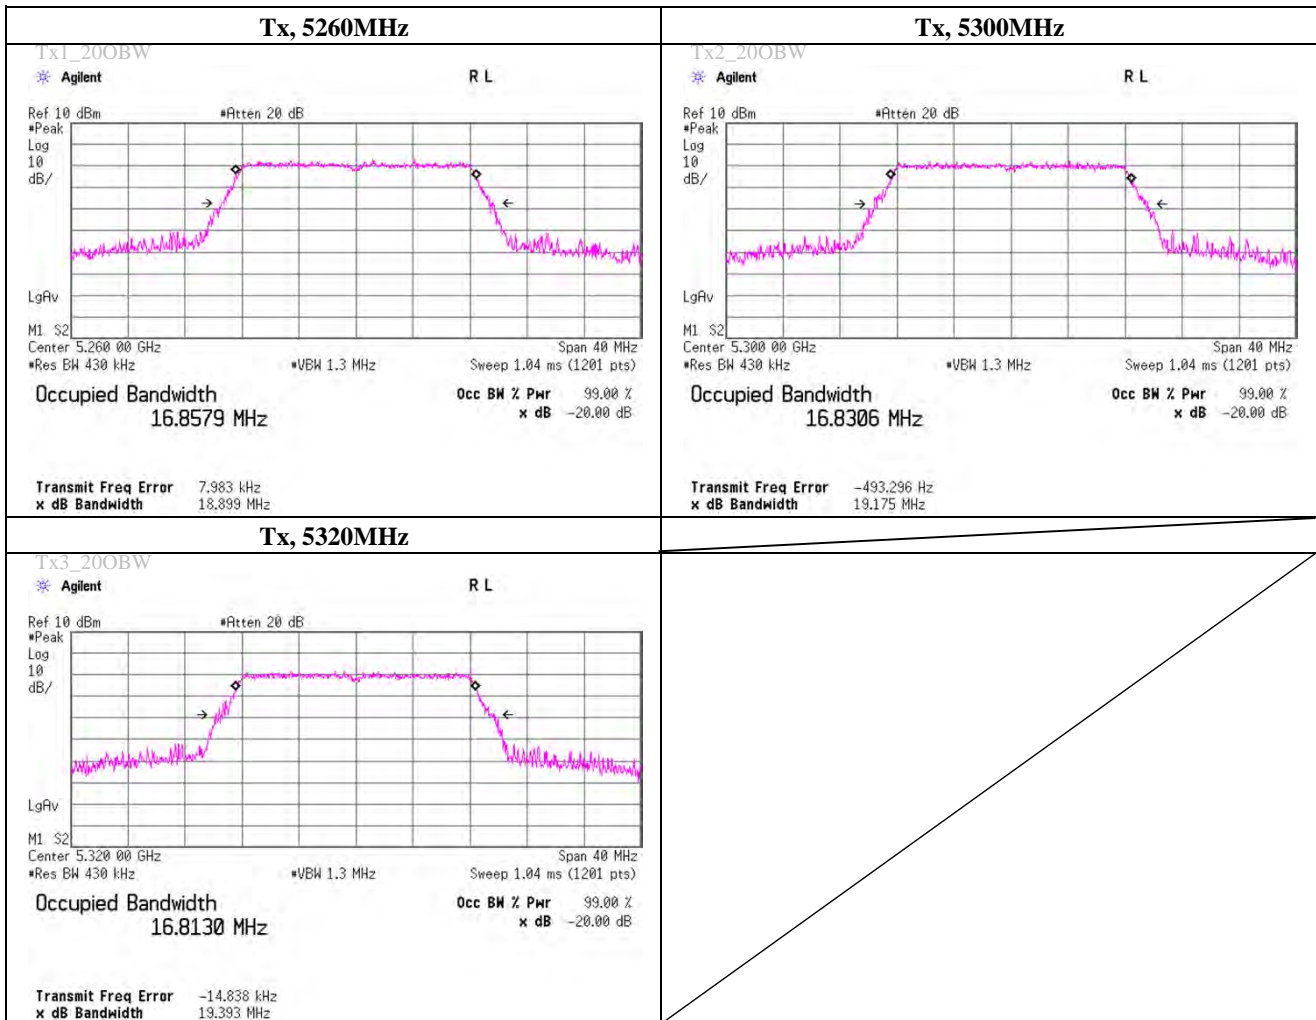 Tx, 5260MHz
Tx1_20OBW
Agilent R L
Ref 10 dBm #Atten 20 dB
#Peak
Log
10
dB/
LgAv
M1 S2
Center 5.260 00 GHz Span 40 MHz
#Res BW 430 kHz #VBW 1.3 MHz Sweep 1.04 ms (1201 pts)
Occupied Bandwidth Occ BW % Pwr 99.00 %
16.8579 MHz x dB -20.00 dB
Transmit Freq Error 7.983 kHz
x dB Bandwidth 18.899 MHz
Tx, 5300MHz
Tx2_20OBW
Agilent R L
Ref 10 dBm #Atten 20 dB
#Peak
Log
10
dB/
LgAv
M1 S2
Center 5.300 00 GHz Span 40 MHz
#Res BW 430 kHz #VBW 1.3 MHz Sweep 1.04 ms (1201 pts)
Occupied Bandwidth Occ BW % Pwr 99.00 %
16.8306 MHz x dB -20.00 dB
Transmit Freq Error -493.296 Hz
x dB Bandwidth 19.175 MHz
Tx, 5320MHz
Tx3_20OBW
Agilent R L
Ref 10 dBm #Atten 20 dB
#Peak
Log
10
dB/
LgAv
M1 S2
Center 5.320 00 GHz Span 40 MHz
#Res BW 430 kHz #VBW 1.3 MHz Sweep 1.04 ms (1201 pts)
Occupied Bandwidth Occ BW % Pwr 99.00 %
16.8130 MHz x dB -20.00 dB
Transmit Freq Error -14.838 kHz
x dB Bandwidth 19.393 MHz